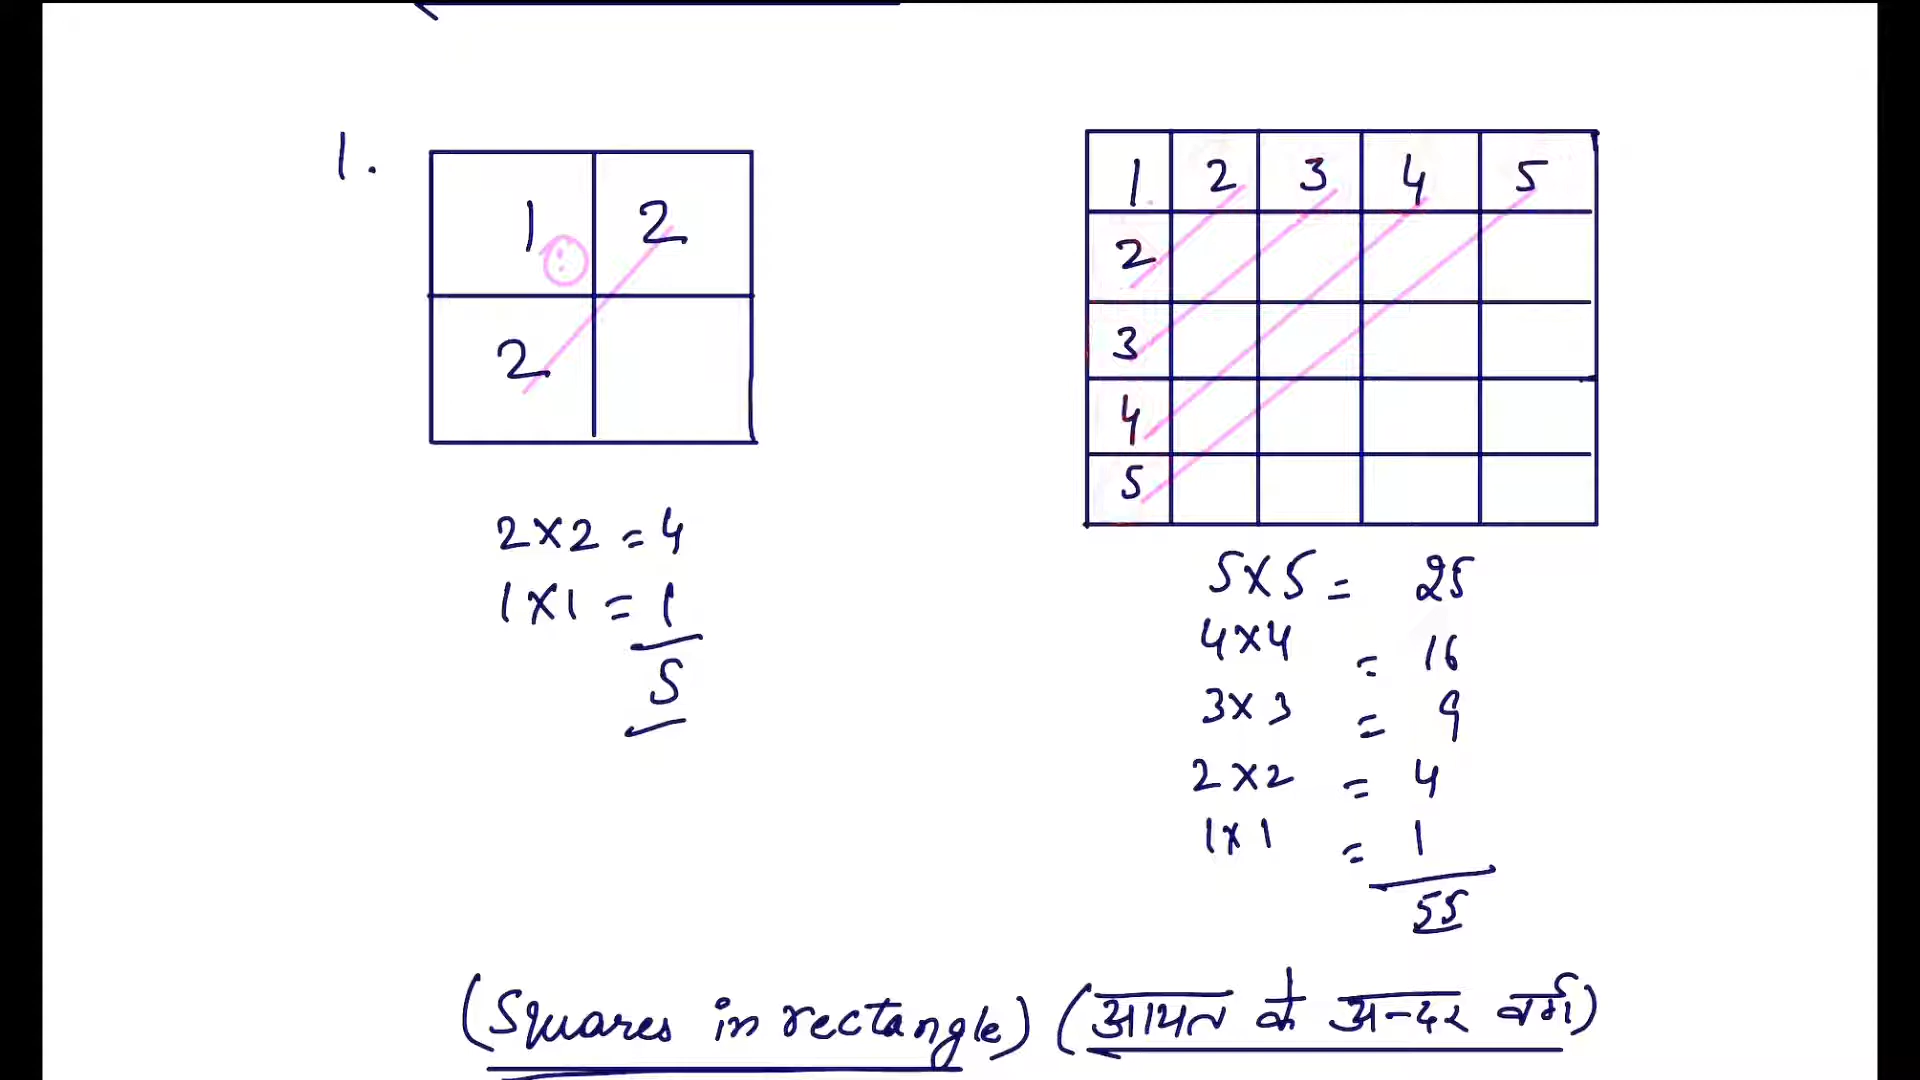 1.
1 2
2
2×2 = 4
1×1 = 1
5
1 2 3 4 5
2
3
4
5
5×5 = 25
4×4 = 16
3×3 = 9
2×2 = 4
1×1 = 1
55
(Squares in rectangle) (आयत के अन्दर वर्ग)